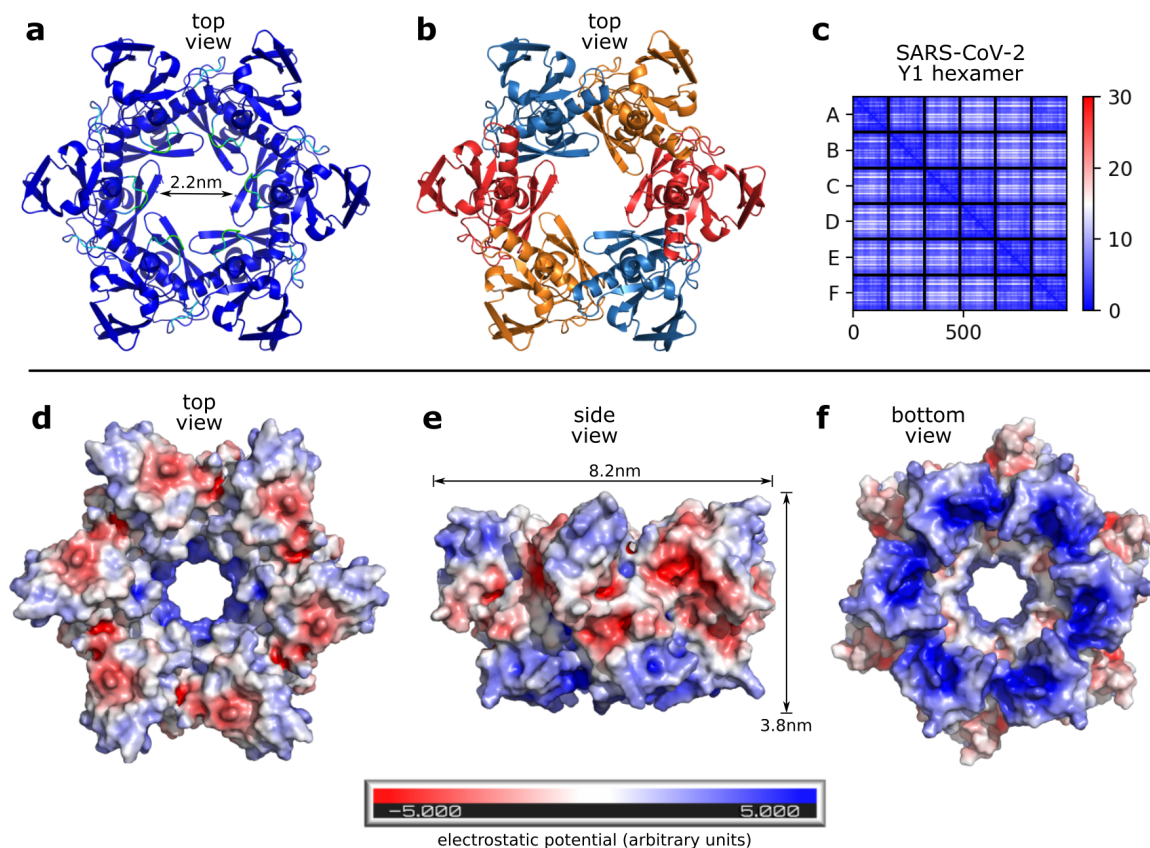 a
top
view
2.2nm
b
top
view
c
SARS-CoV-2
Y1 hexamer
A
B
C
D
E
F
0
500
30
20
10
0
d
top
view
e
side
view
8.2nm
3.8nm
f
bottom
view
-5.000
5.000
electrostatic potential (arbitrary units)